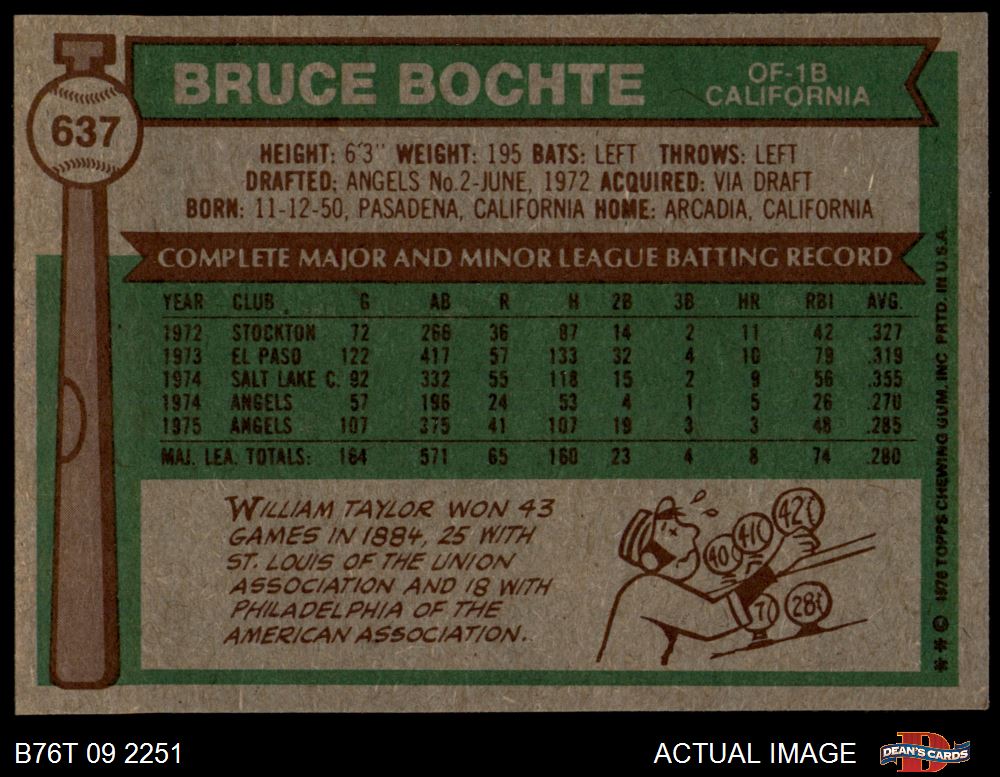 637
BRUCE BOCHTE
OF-1B
CALIFORNIA
HEIGHT: 6'3" WEIGHT: 195 BATS: LEFT THROWS: LEFT
DRAFTED: ANGELS No.2-JUNE, 1972 ACQUIRED: VIA DRAFT
BORN: 11-12-50, PASADENA, CALIFORNIA HOME: ARCADIA, CALIFORNIA
COMPLETE MAJOR AND MINOR LEAGUE BATTING RECORD
YEAR CLUB G AB R H 2B 3B HR RBI AVG.
1972 STOCKTON 72 266 36 87 14 2 11 42 .327
1973 EL PASO 122 417 57 133 32 4 10 79 .319
1974 SALT LAKE C. 92 332 55 118 15 2 9 56 .355
1974 ANGELS 57 196 24 53 4 1 5 26 .270
1975 ANGELS 107 375 41 107 19 3 3 48 .285
MAJ. LEA. TOTALS: 164 571 65 160 23 4 8 74 .280
WILLIAM TAYLOR WON 43
GAMES IN 1884, 25 WITH
ST. LOUIS OF THE UNION
ASSOCIATION AND 18 WITH
PHILADELPHIA OF THE
AMERICAN ASSOCIATION.
40
41
42
7
28
** © 1976 TOPPS CHEWING GUM, INC. PRTD. IN U.S.A.
B76T 09 2251
ACTUAL IMAGE
D
DEAN'S CARDS